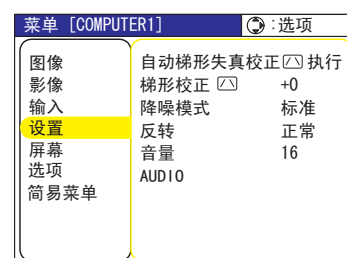 菜单 [COMPUTER1] :选项
图像
影像
输入
设置
屏幕
选项
简易菜单
自动梯形失真校正 执行
梯形校正 +0
降噪模式 标准
反转 正常
音量 16
AUDIO